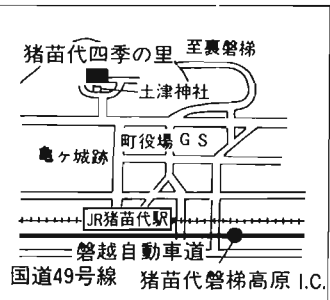 至裏磐梯
猪苗代四季の里
土津神社
町役場 GS
亀ヶ城跡
JR猪苗代駅
磐越自動車道
国道49号線 猪苗代磐梯高原 I.C.